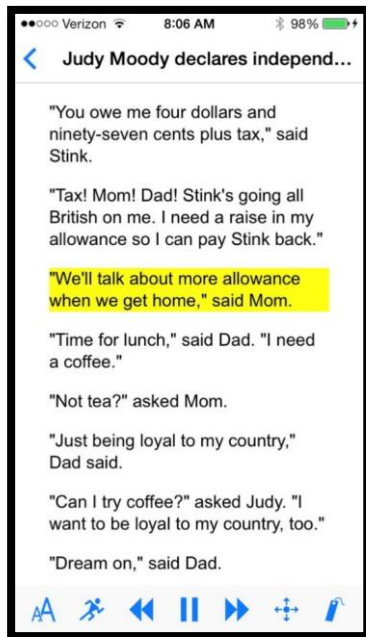 Verizon 8:06 AM 98%
Judy Moody declares independ...
"You owe me four dollars and
ninety-seven cents plus tax," said
Stink.
"Tax! Mom! Dad! Stink's going all
British on me. I need a raise in my
allowance so I can pay Stink back."
"We'll talk about more allowance
when we get home," said Mom.
"Time for lunch," said Dad. "I need
a coffee."
"Not tea?" asked Mom.
"Just being loyal to my country,"
Dad said.
"Can I try coffee?" asked Judy. "I
want to be loyal to my country, too."
"Dream on," said Dad.
AA